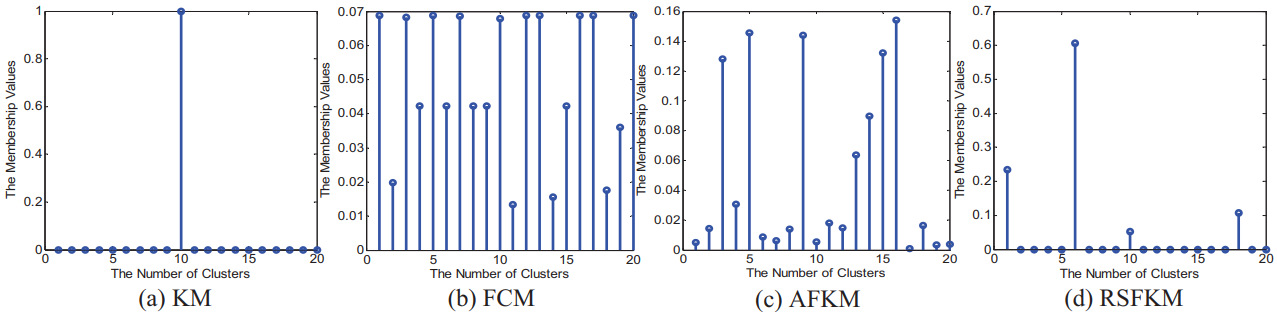 The Membership Values
1
0.8
0.6
0.4
0.2
0
0 5 10 15 20
The Number of Clusters
(a) KM
The Membership Values
0.07
0.06
0.05
0.04
0.03
0.02
0.01
0
0 5 10 15 20
The Number of Clusters
(b) FCM
The Membership Values
0.16
0.14
0.12
0.1
0.08
0.06
0.04
0.02
0
0 5 10 15 20
The Number of Clusters
(c) AFKM
The Membership Values
0.7
0.6
0.5
0.4
0.3
0.2
0.1
0
0 5 10 15 20
The Number of Clusters
(d) RSFKM